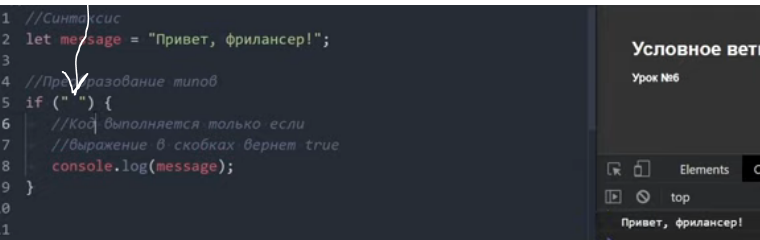 1 //Синтаксис
2 let message = "Привет, фрилансер!";
3
4 //Преобразование типов
5 if (" ") {
6 //Код выполняется только если
7 //выражение в скобках вернет true
8 console.log(message);
9 }
0
1
Условное
Урок №6
Elements
top
Привет, фрилансер!